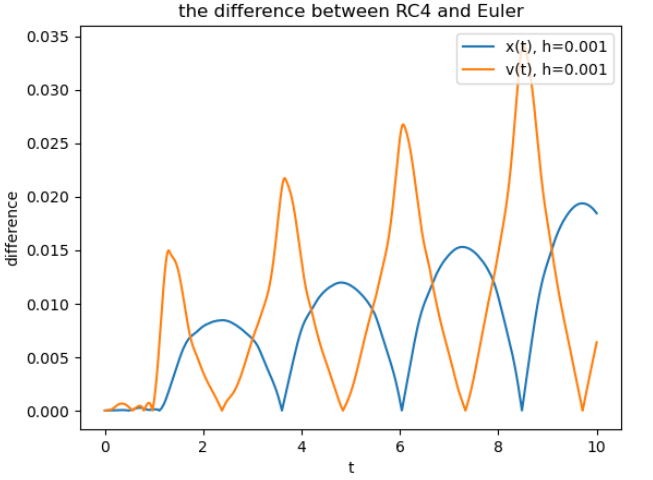 the difference between RC4 and Euler
0.035
0.030
0.025
0.020
0.015
0.010
0.005
0.000
difference
x(t), h=0.001
v(t), h=0.001
0 2 4 6 8 10
t